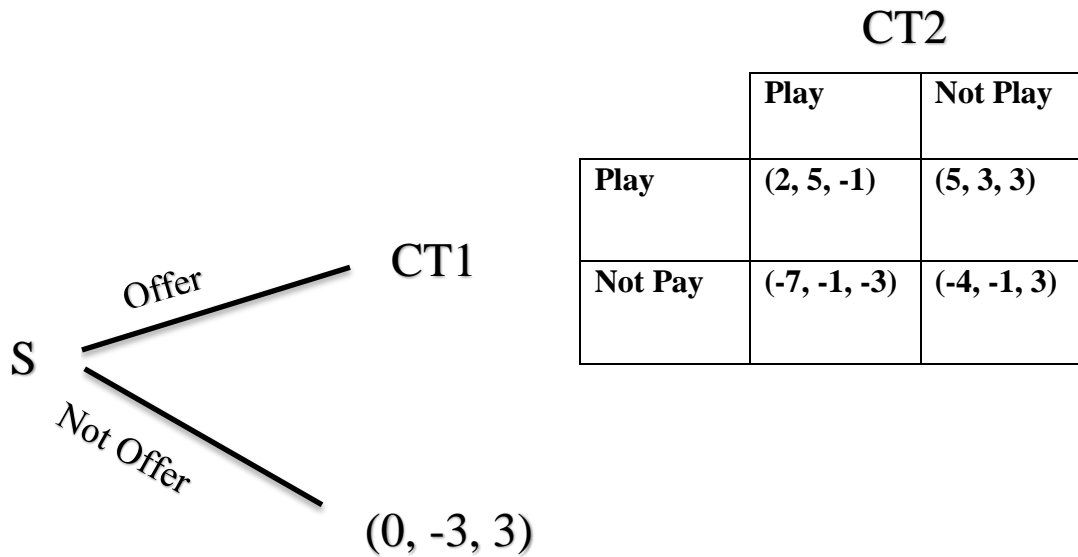 CT2
Play Not Play
Play (2, 5, -1) (5, 3, 3)
Not Pay (-7, -1, -3) (-4, -1, 3)
CT1
Offer
S
Not Offer
(0, -3, 3)